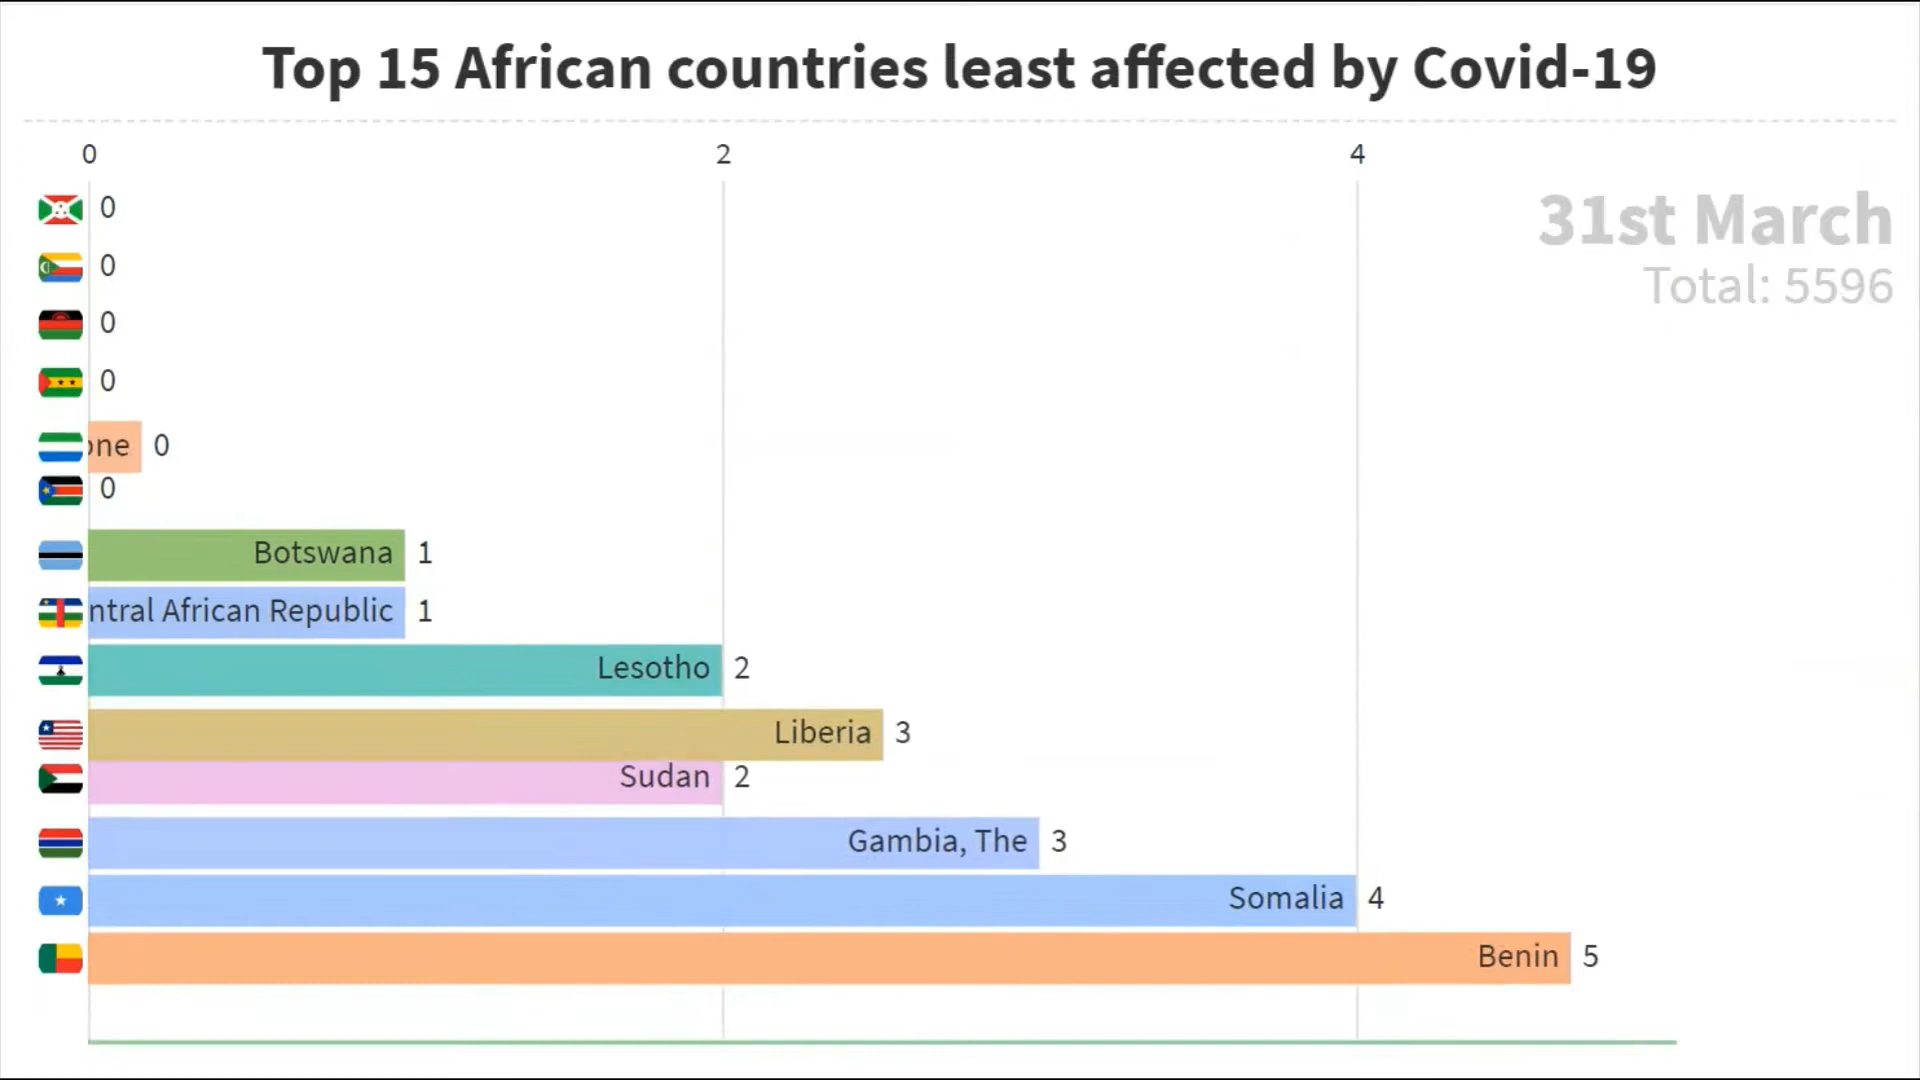 Top 15 African countries least affected by Covid-19
0 2 4
31st March
Total: 5596
0
0
0
0
one 0
0
Botswana 1
ntral African Republic 1
Lesotho 2
Liberia 3
Sudan 2
Gambia, The 3
Somalia 4
Benin 5